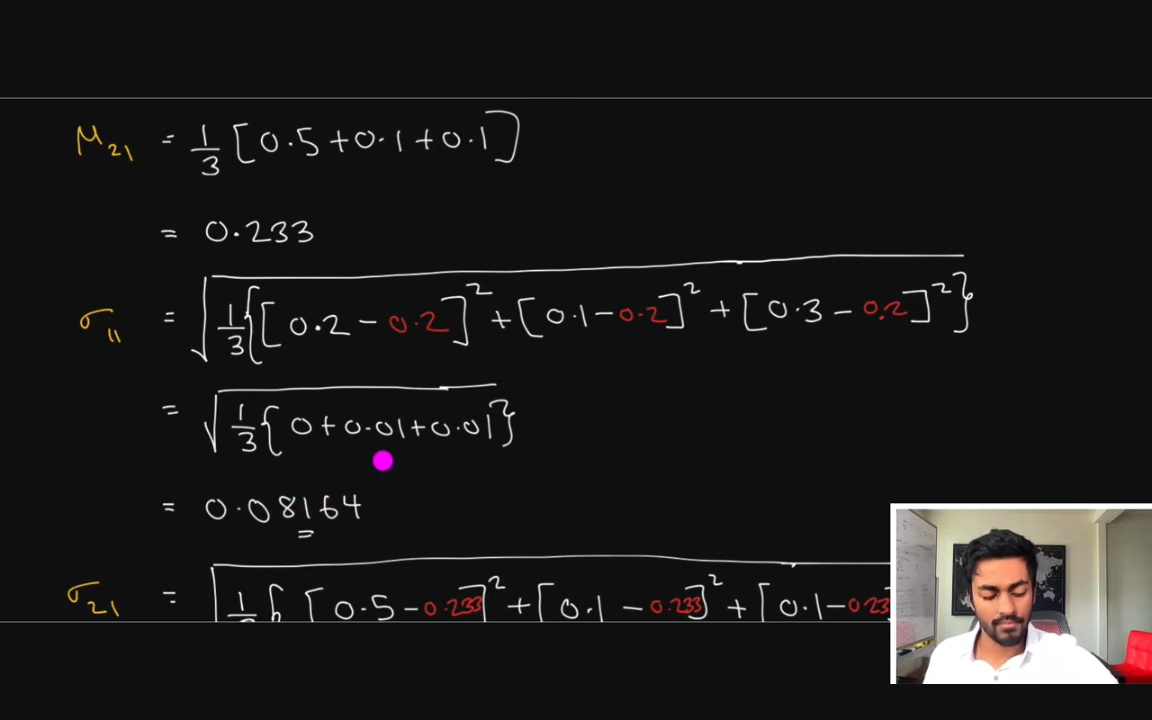 μ₂₁ = 1/3 [0.5+0.1+0.1]
= 0.233
σ₁₁ = √(1/3{[0.2-0.2]²+[0.1-0.2]²+[0.3-0.2]²})
= √(1/3{0+0.01+0.01})
= 0.08164
σ₂₁ = [0.5-0.233]²+[0.1-0.233]²+[0.1-0.23